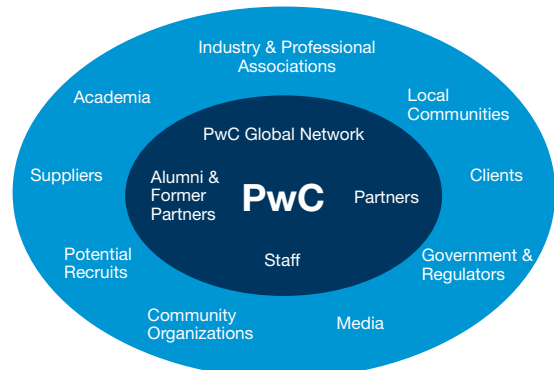 Industry & Professional
Associations
Academia
Local
Communities
PwC Global Network
Suppliers
Alumni &
Former
Partners
PwC
Partners
Clients
Potential
Recruits
Staff
Government &
Regulators
Community
Organizations
Media